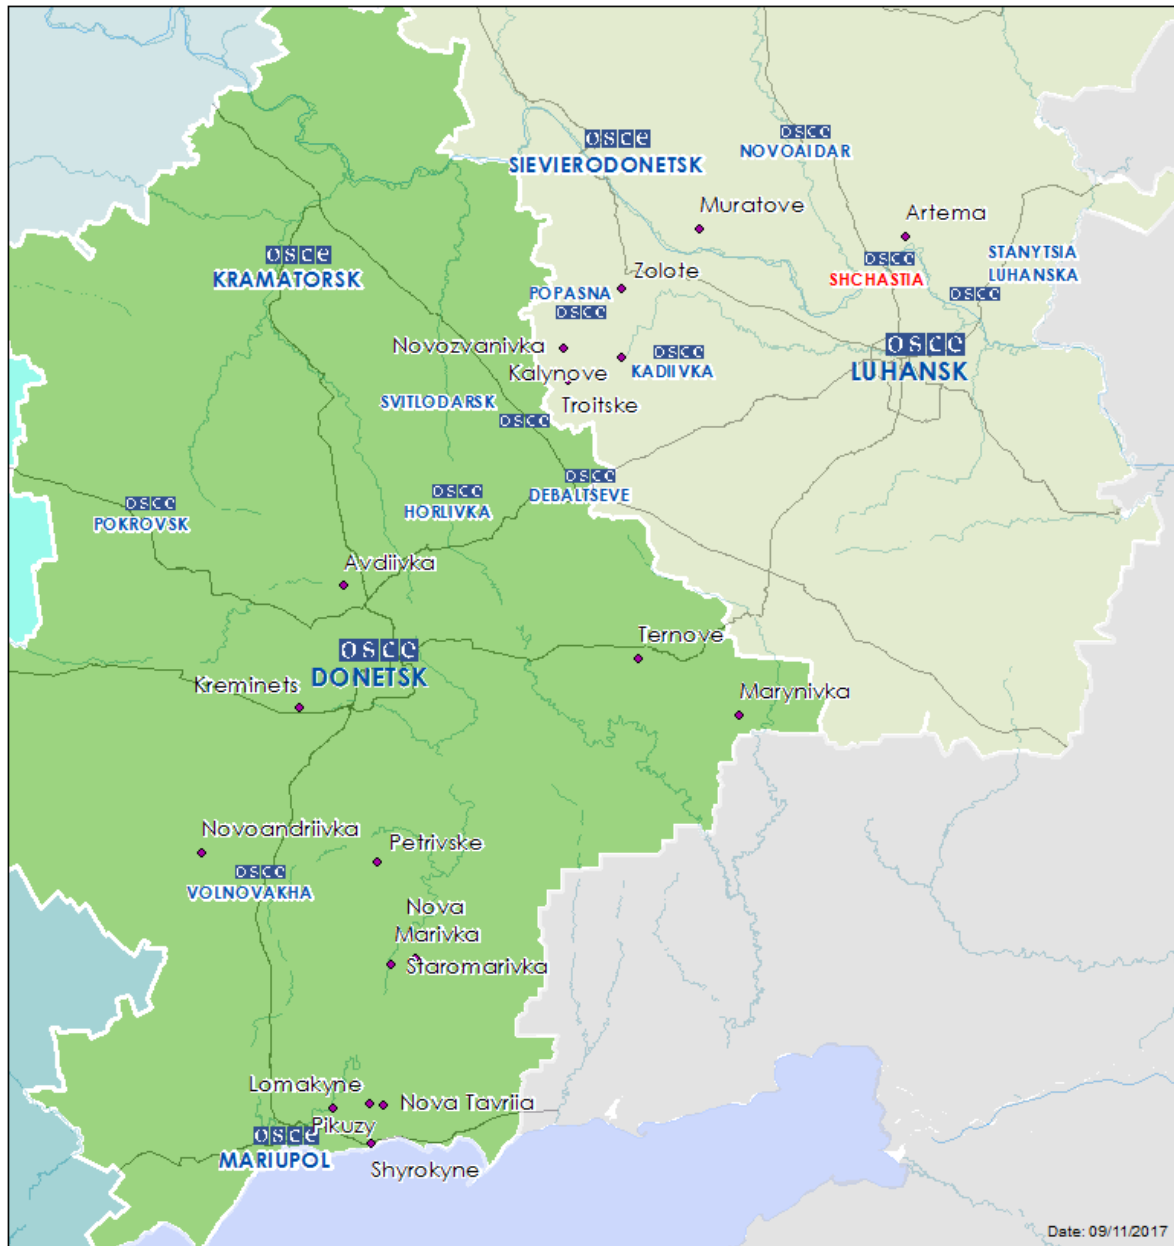 OSCE
SIEVIERODONETSK
OSCE
NOVOAIDAR
Muratove
Artema
OSCE
KRAMATORSK
OSCE
SHCHASTIA
STANYTSIA
LUHANSKA
OSCE
Zolote
POPASNA
OSCE
Novozvanivka
OSCE
KADIIVKA
OSCE
LUHANSK
Kalynove
Troitske
SVITLODARSK
OSCE
OSCE
DEBALTSEVE
OSCE
HORLIVKA
OSCE
POKROVSK
Avdiivka
OSCE
DONETSK
Ternove
Kreminets
Marynivka
Novoandriivka
OSCE
VOLNOVAKHA
Petrivske
Nova
Marivka
Staromarivka
Lomakyne
Nova Tavriia
Pikuzy
OSCE
MARIUPOL
Shyrokyne
Date: 09/11/2017